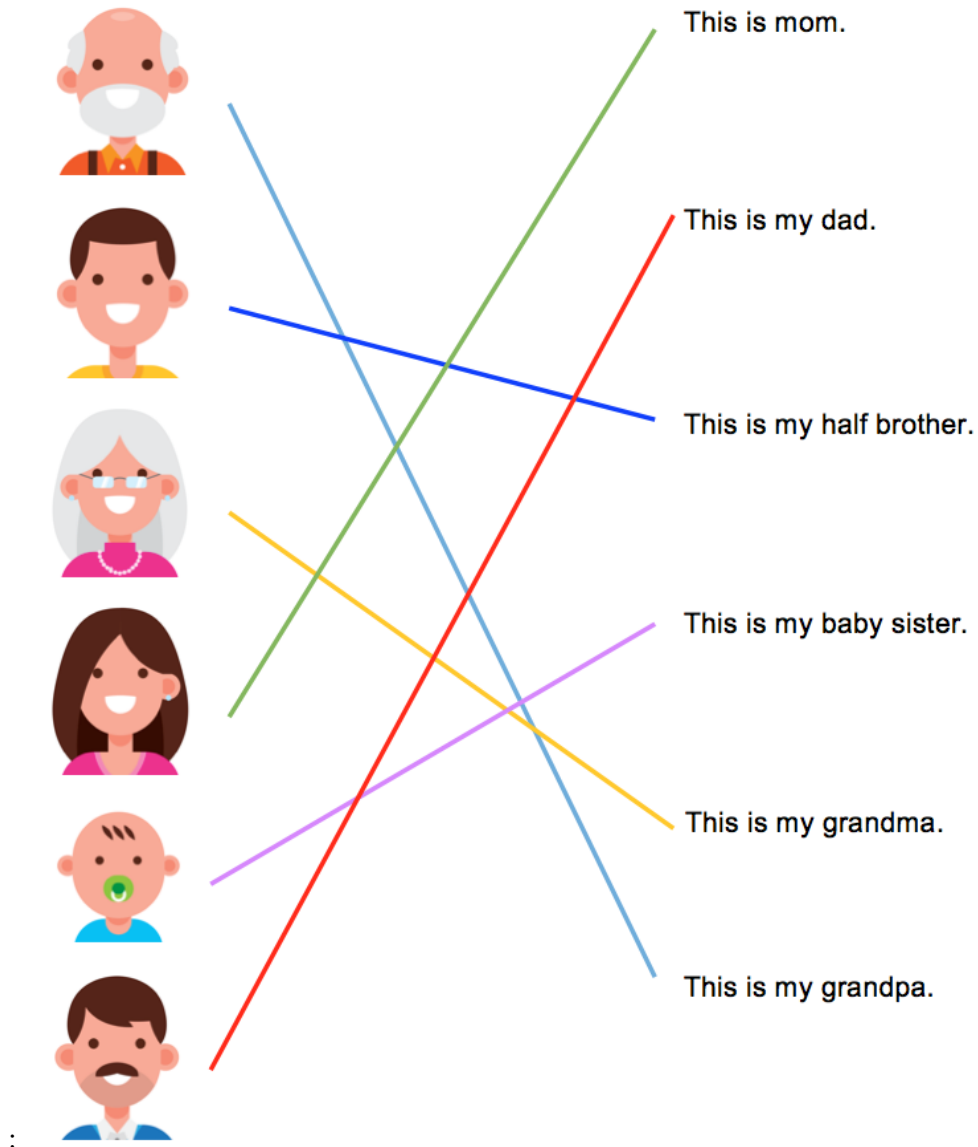 This is mom.
This is my dad.
This is my half brother.
This is my baby sister.
This is my grandma.
This is my grandpa.
: